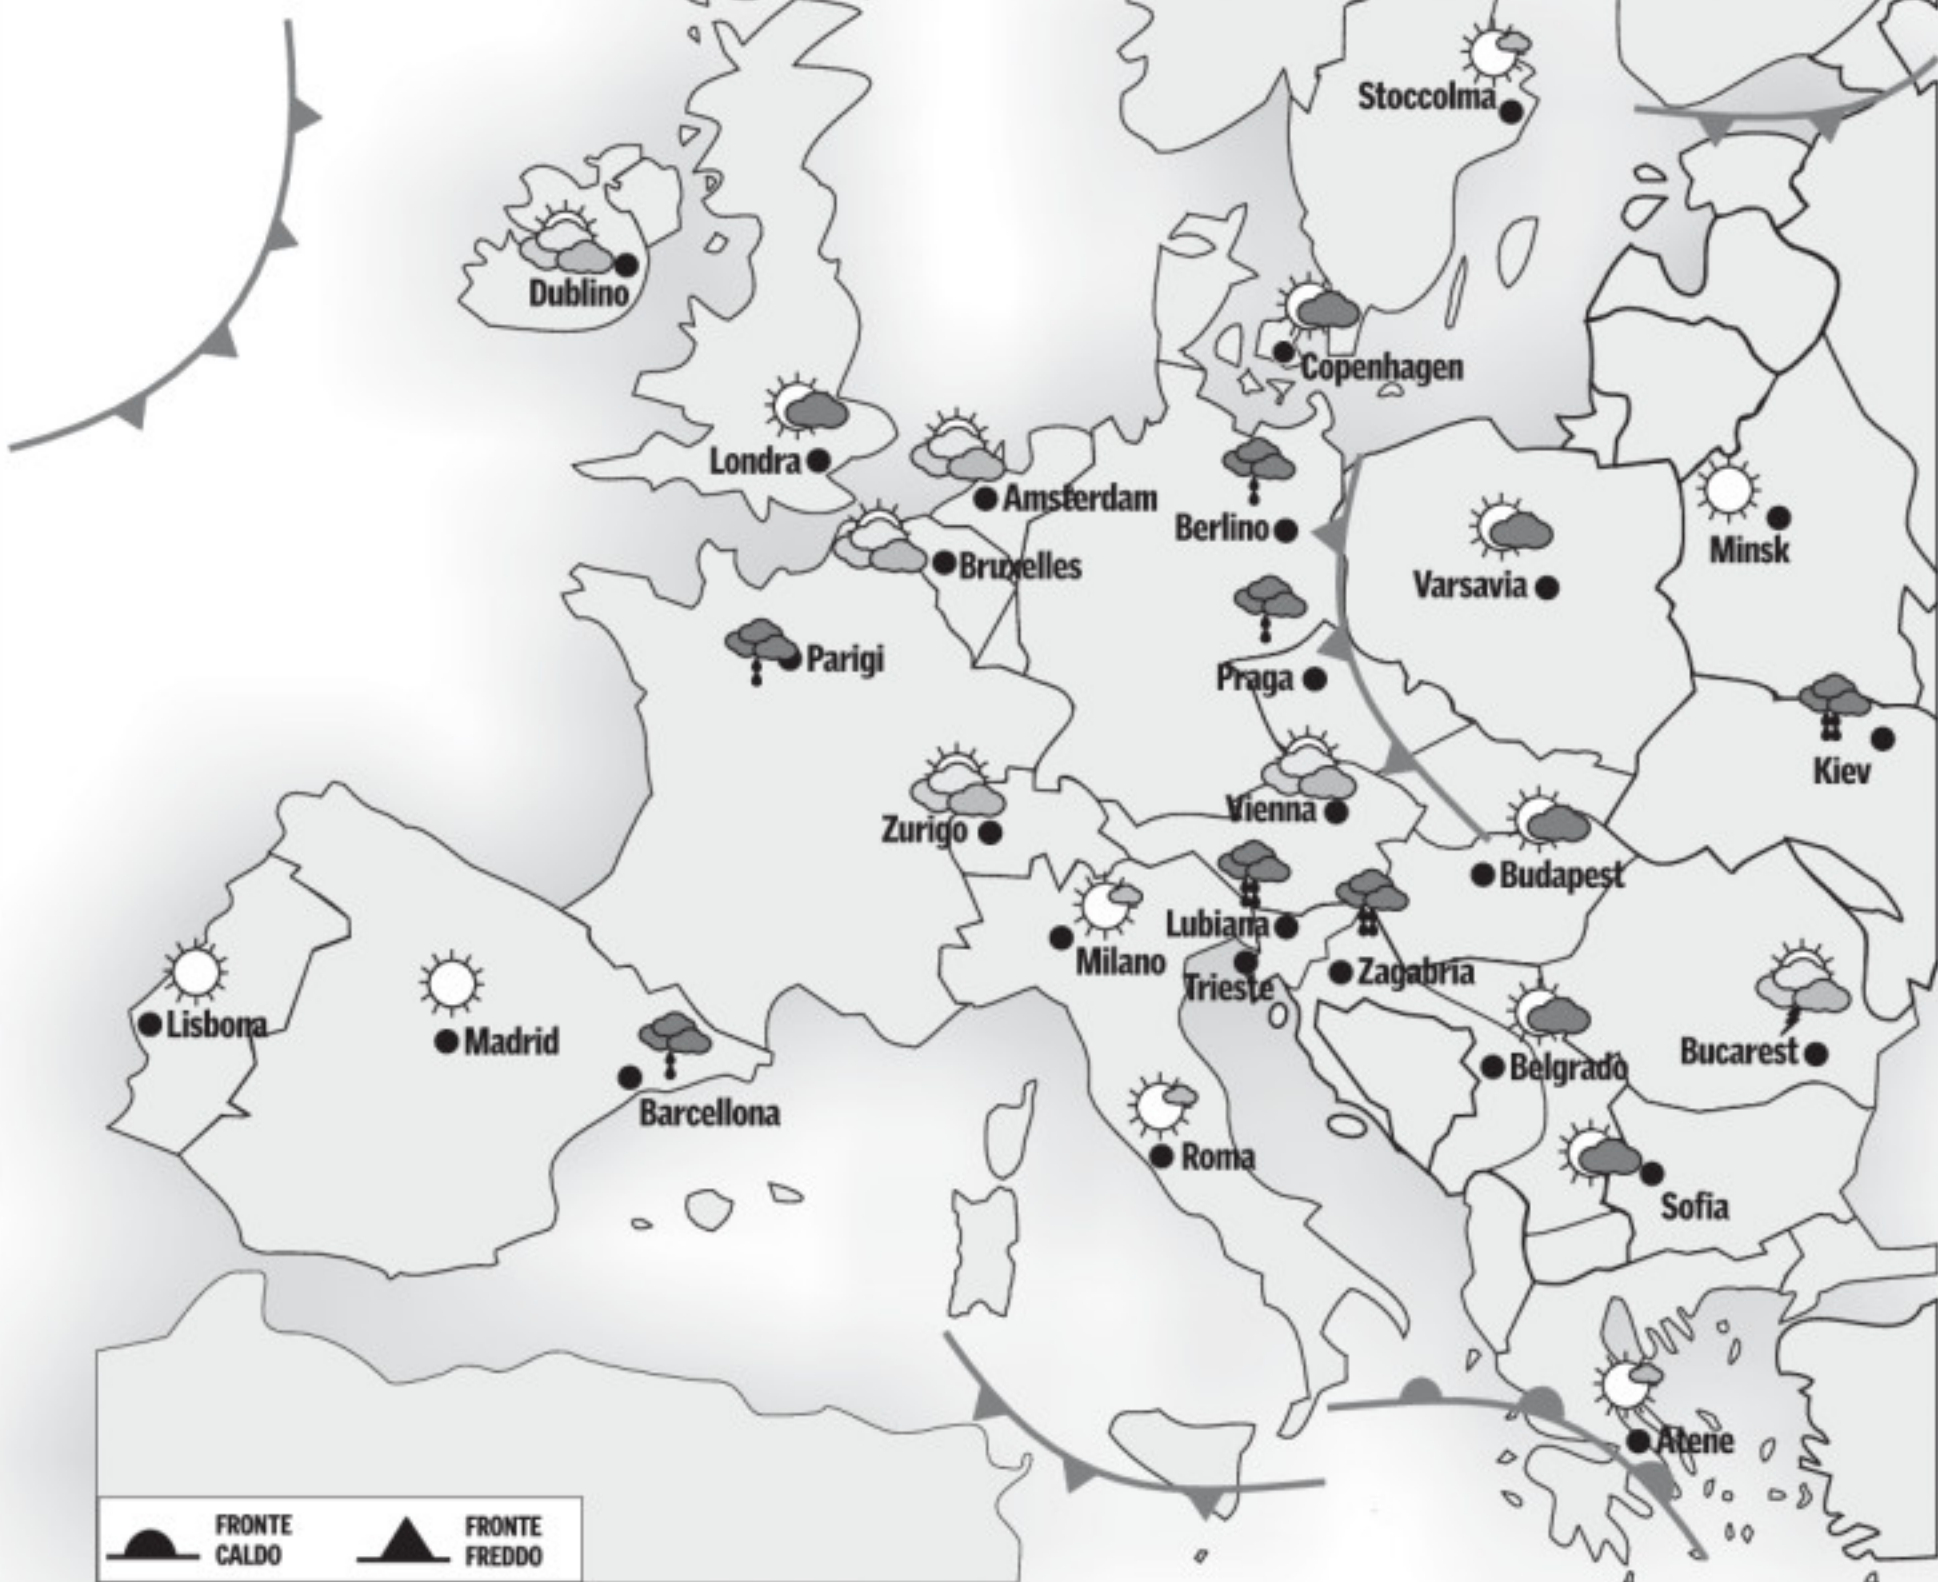 Stoccolma
Dublino
Copenhagen
Londra
Amsterdam
Berlino
Minsk
Bruxelles
Varsavia
Parigi
Praga
Kiev
Vienna
Zurigo
Budapest
Lubiana
Milano
Zagabria
Trieste
Lisbona
Madrid
Bucarest
Belgrado
Barcellona
Roma
Sofia
Atene
FRONTE
CALDO
FRONTE
FREDDO